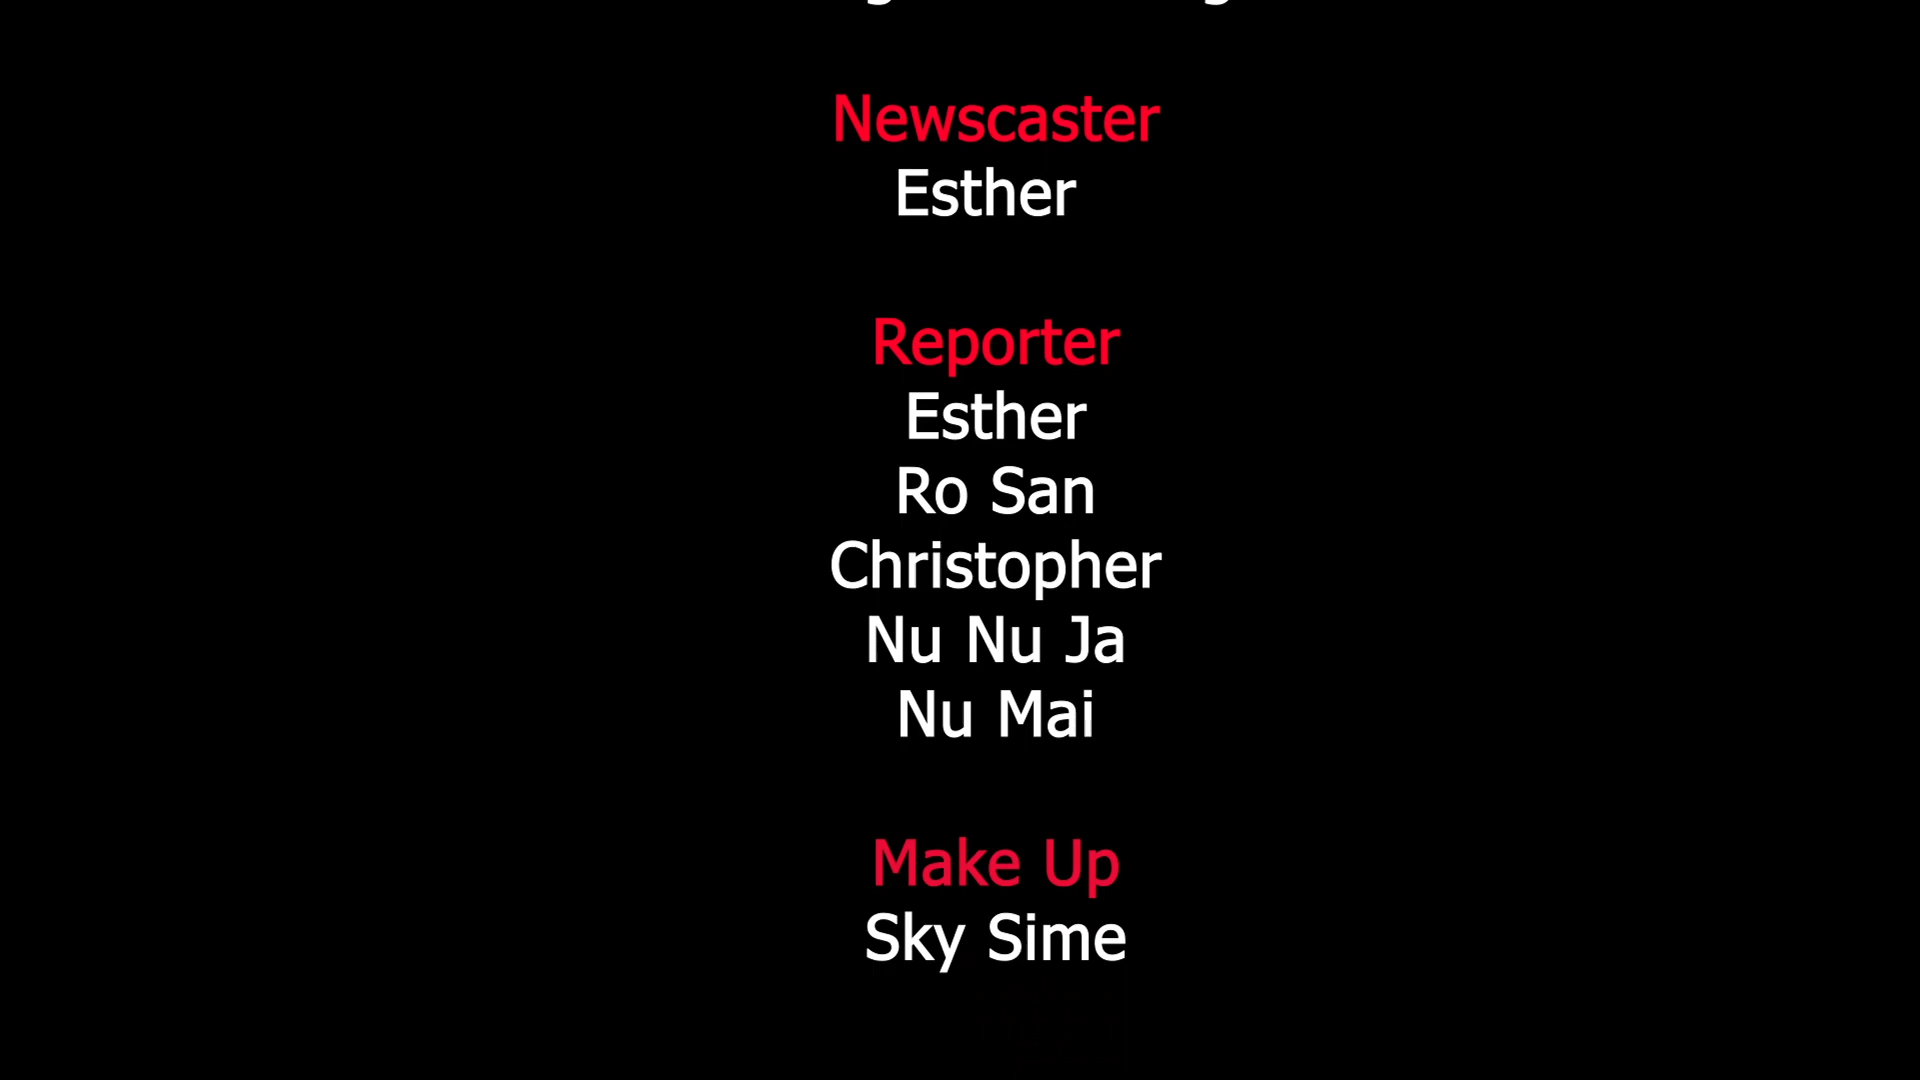 Newscaster
Esther
Reporter
Esther
Ro San
Christopher
Nu Nu Ja
Nu Mai
Make Up
Sky Sime